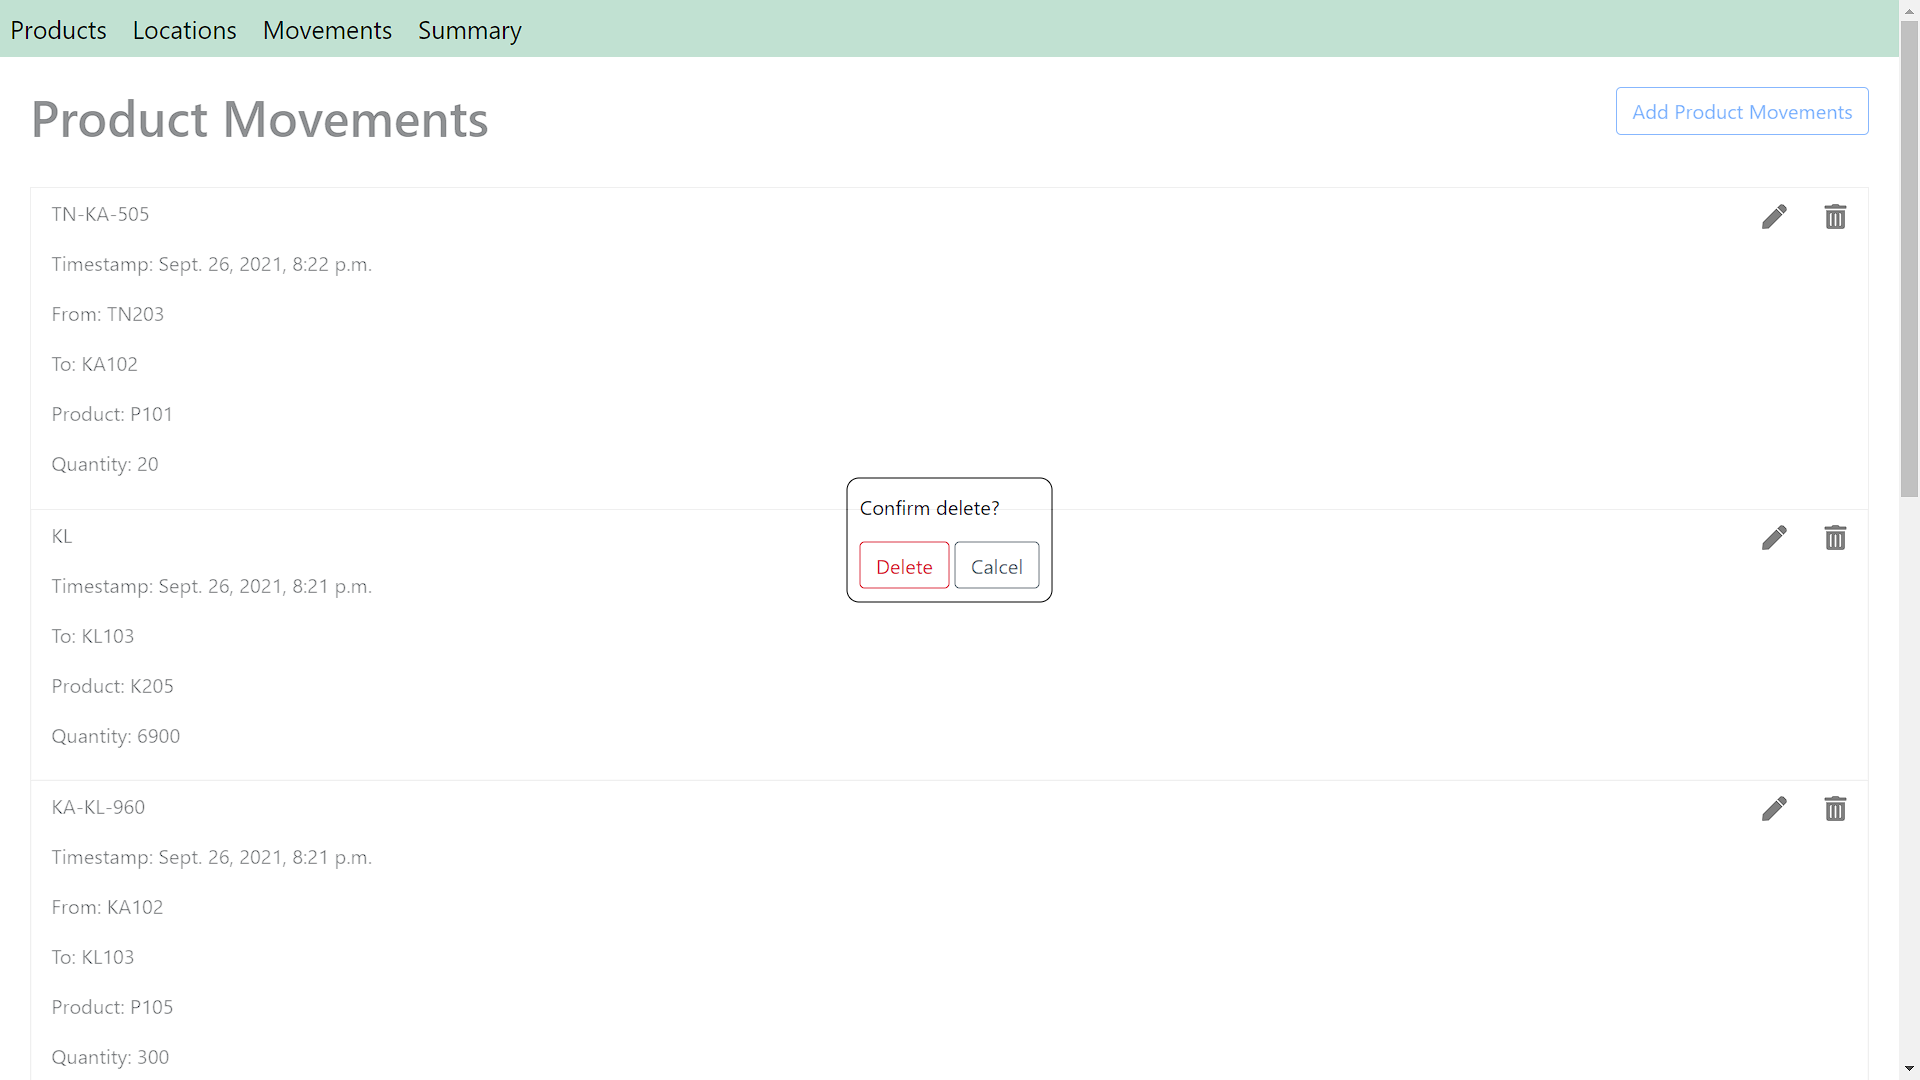 Products Locations Movements Summary
Product Movements
Add Product Movements
TN-KA-505
Timestamp: Sept. 26, 2021, 8:22 p.m.
From: TN203
To: KA102
Product: P101
Quantity: 20
Confirm delete?
Delete Calcel
KL
Timestamp: Sept. 26, 2021, 8:21 p.m.
To: KL103
Product: K205
Quantity: 6900
KA-KL-960
Timestamp: Sept. 26, 2021, 8:21 p.m.
From: KA102
To: KL103
Product: P105
Quantity: 300